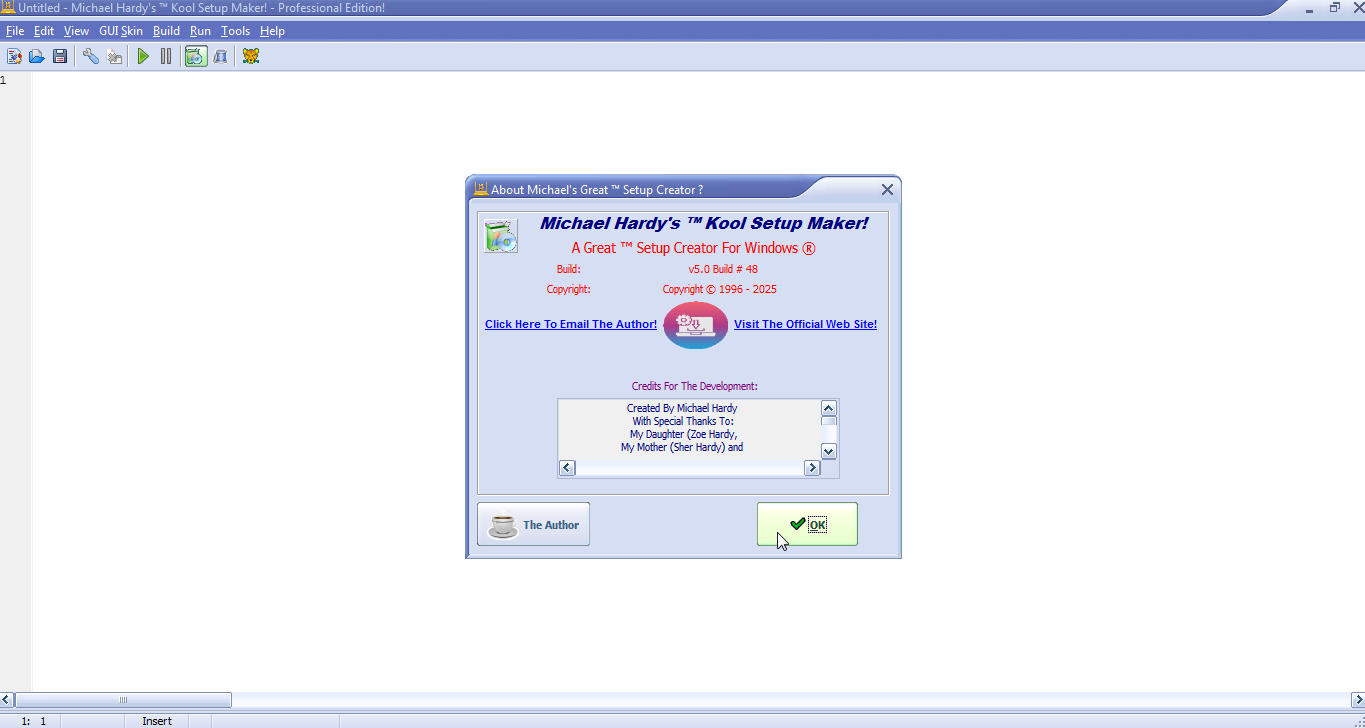 Untitled - Michael Hardy's ™ Kool Setup Maker! - Professional Edition!
File Edit View GUI Skin Build Run Tools Help
1
About Michael's Great ™ Setup Creator ?
Michael Hardy's ™ Kool Setup Maker!
A Great ™ Setup Creator For Windows ®
Build: v5.0 Build # 48
Copyright: Copyright © 1996 - 2025
Click Here To Email The Author! Visit The Official Web Site!
Credits For The Development:
Created By Michael Hardy
With Special Thanks To:
My Daughter (Zoe Hardy,
My Mother (Sher Hardy) and
The Author OK
1: 1 Insert